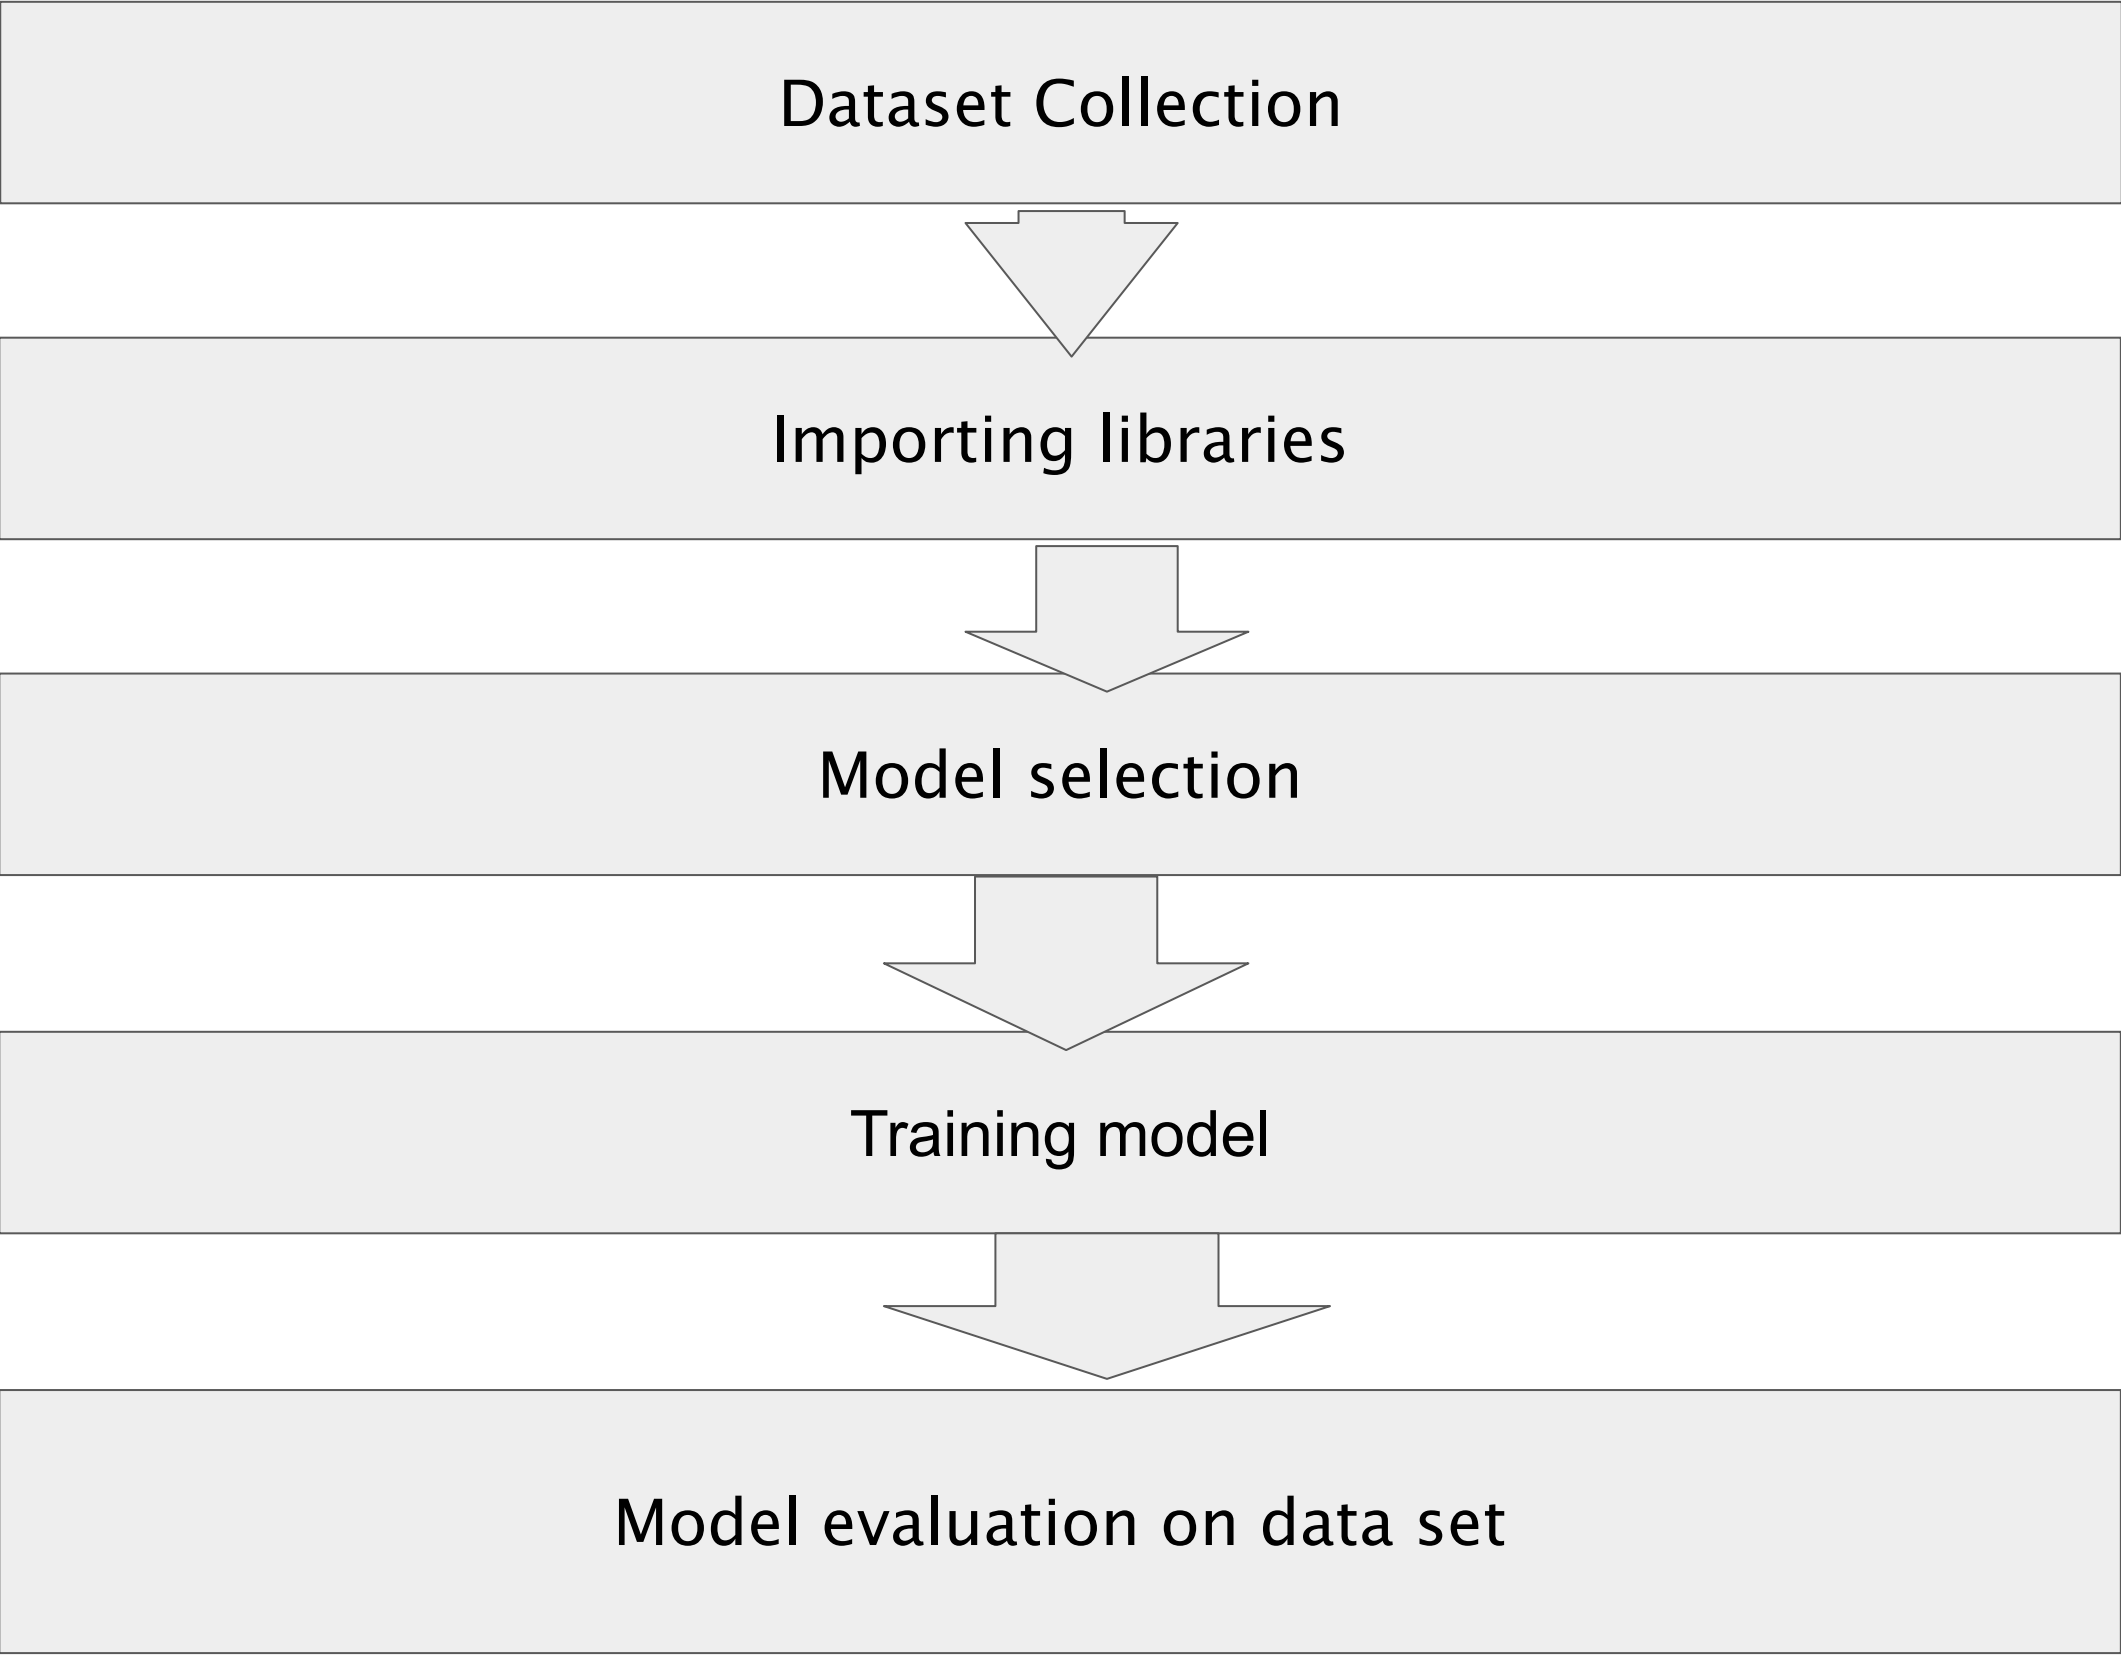 Dataset Collection
Importing libraries
Model selection
Training model
Model evaluation on data set